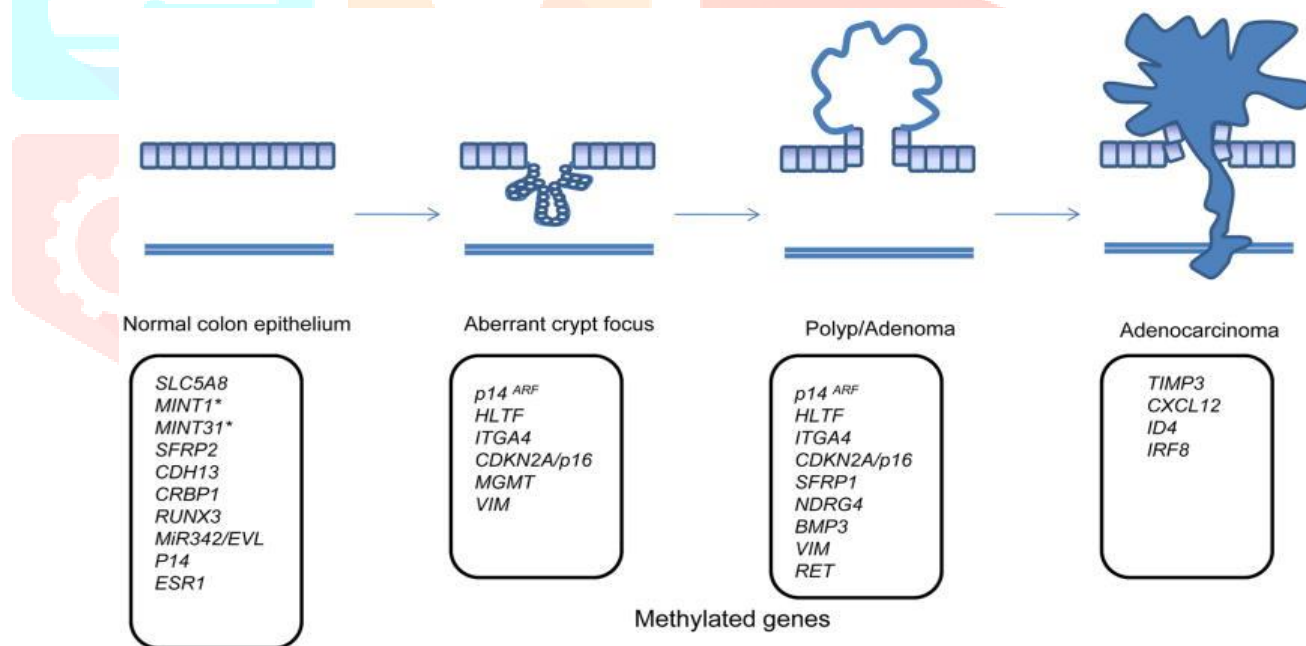 Normal colon epithelium
SLC5A8
MINT1*
MINT31*
SFRP2
CDH13
CRBP1
RUNX3
MiR342/EVL
P14
ESR1
Aberrant crypt focus
p14 ARF
HLTF
ITGA4
CDKN2A/p16
MGMT
VIM
Polyp/Adenoma
p14 ARF
HLTF
ITGA4
CDKN2A/p16
SFRP1
NDRG4
BMP3
VIM
RET
Adenocarcinoma
TIMP3
CXCL12
ID4
IRF8
Methylated genes